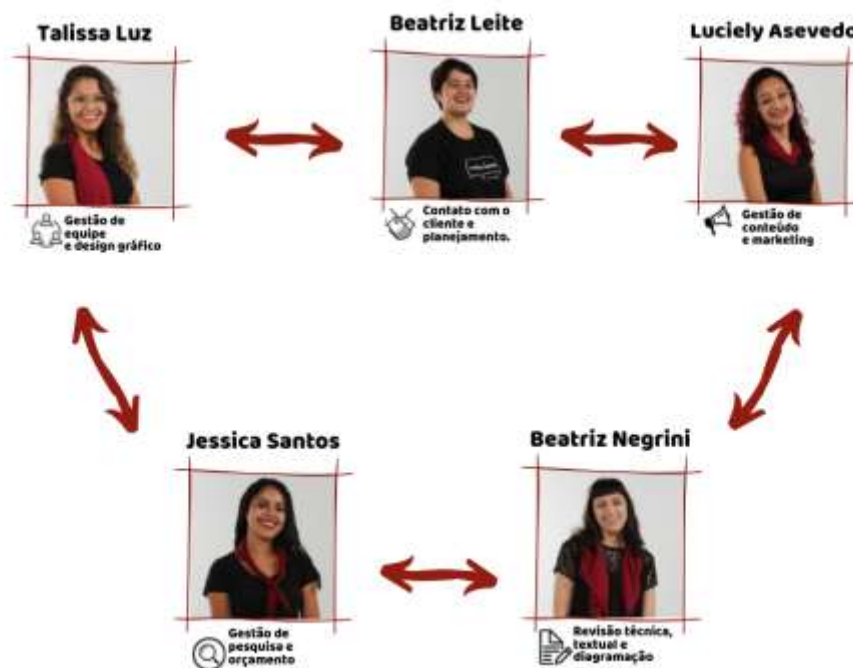 Talissa Luz
Beatriz Leite
Luciely Asevedo
Gestão de
equipe
e design gráfico
Contato com o
cliente e
planejamento.
Gestão de
conteúdo
e marketing
Jessica Santos
Beatriz Negrini
Gestão de
pesquisa e
orçamento
Revisão técnica,
textual e
diagramação